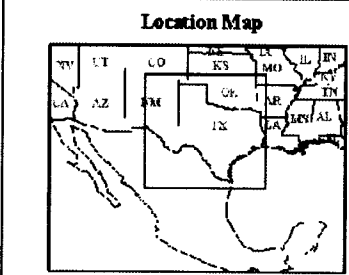 Location Map
NV UT CO KS MO IL IN
KY
CA AZ NM OK AR TN
TX LA MS AL